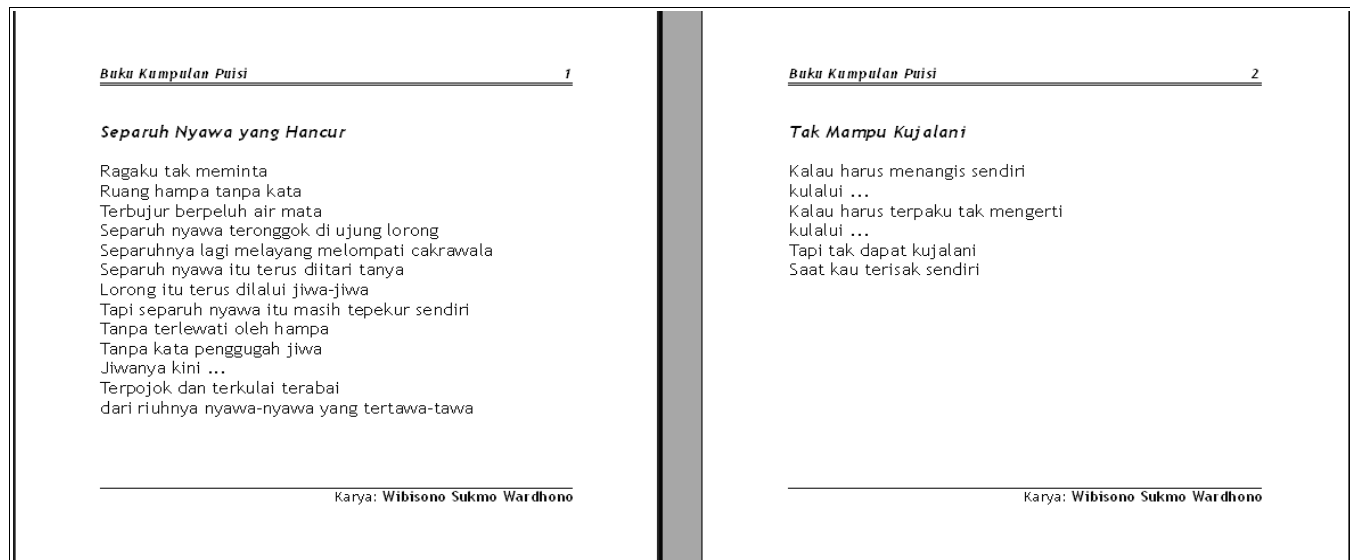 Buku Kumpulan Puisi 1
Separuh Nyawa yang Hancur
Ragaku tak meminta
Ruang hampa tanpa kata
Terbujur berpeluh air mata
Separuh nyawa teronggok di ujung lorong
Separuhnya lagi melayang melompati cakrawala
Separuh nyawa itu terus diitari tanya
Lorong itu terus dilalui jiwa-jiwa
Tapi separuh nyawa itu masih tepekur sendiri
Tanpa terlewati oleh hampa
Tanpa kata penggugah jiwa
Jiwanya kini ...
Terpojok dan terkulai terabai
dari riuhnya nyawa-nyawa yang tertawa-tawa
Karya: Wibisono Sukmo Wardhono
Buku Kumpulan Puisi 2
Tak Mampu Kujalani
Kalau harus menangis sendiri
kulalui ...
Kalau harus terpaku tak mengerti
kulalui ...
Tapi tak dapat kujalani
Saat kau terisak sendiri
Karya: Wibisono Sukmo Wardhono